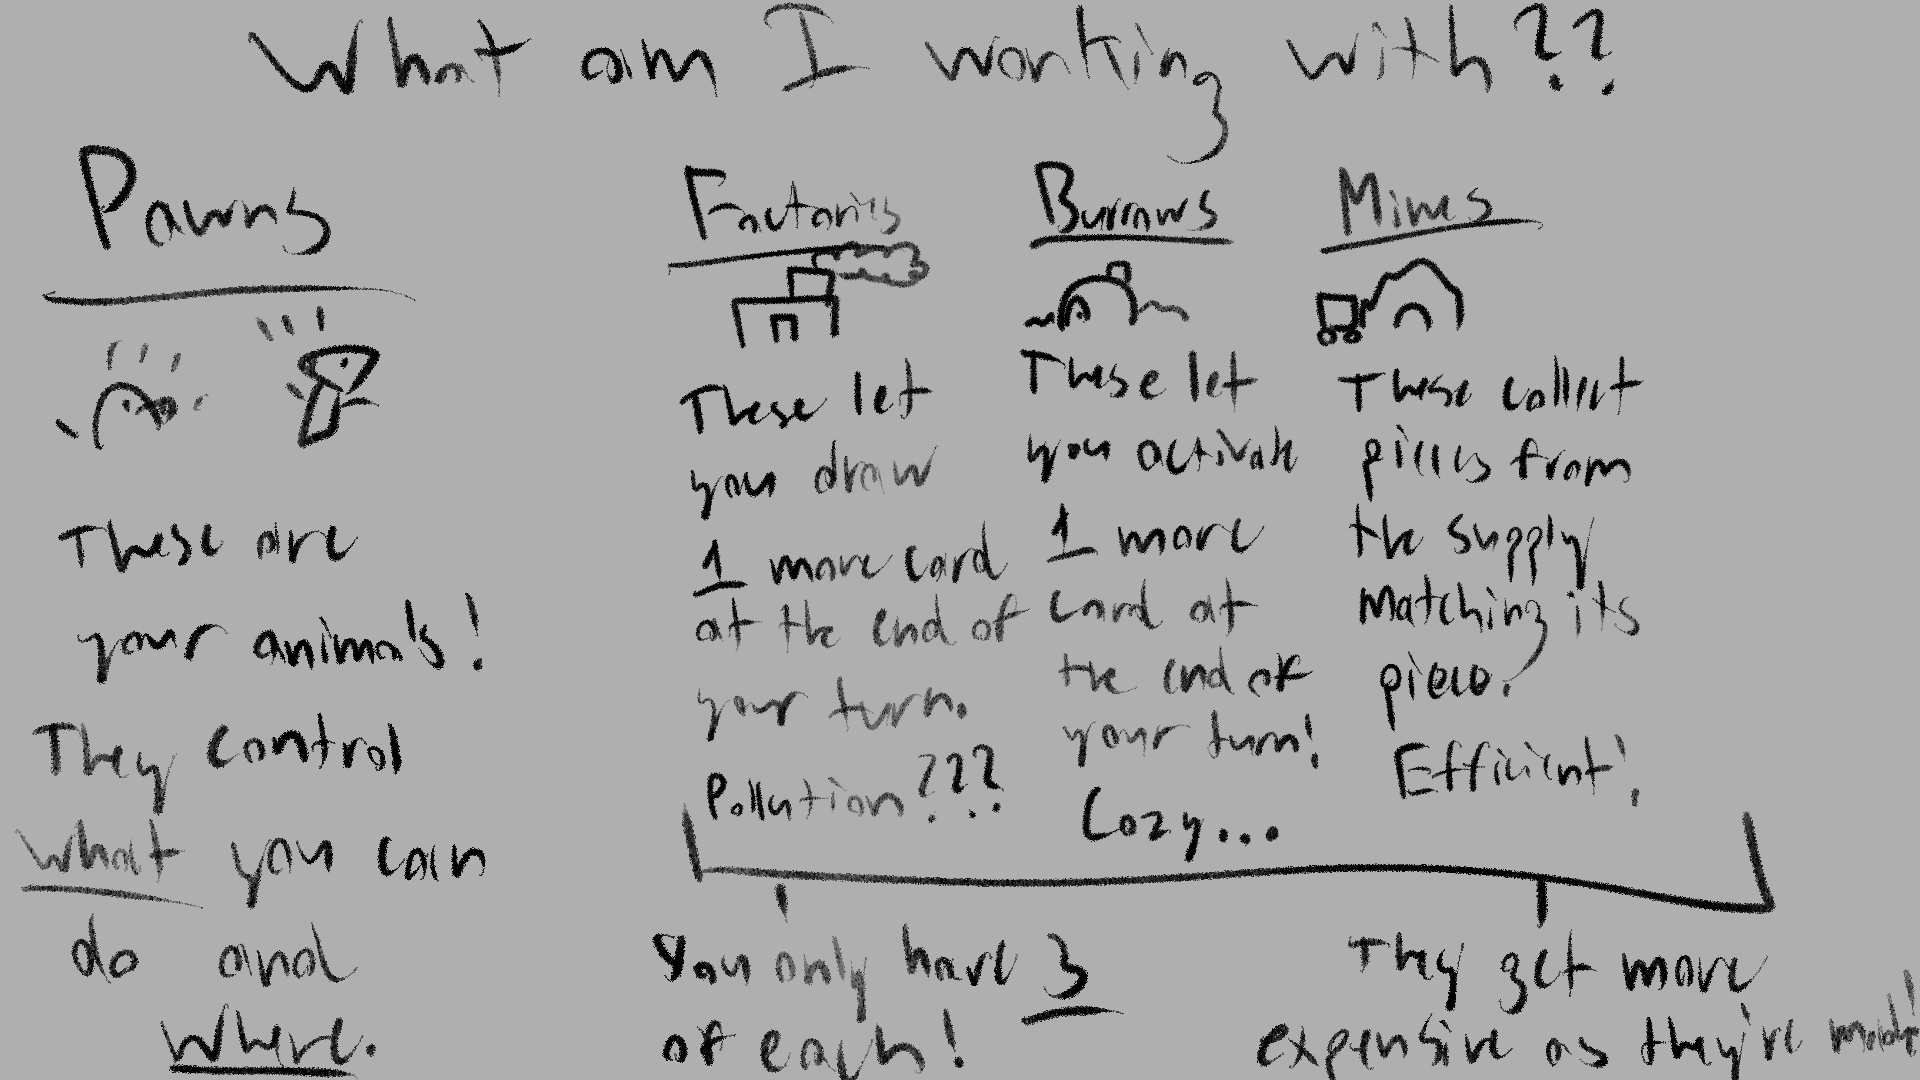 What am I working with??
Pawns
These are
your animals!
They control
what you can
do and
where.
Factories
These let
you draw
1 more card
at the end of
your turn.
Pollution???
Burrows
These let
you activate
1 more
card at
the end of
your turn!
Cozy...
Mines
These collect
pieces from
the supply
matching its
piece.
Efficient!
You only have 3
of each!
They get more
expensive as they're made!